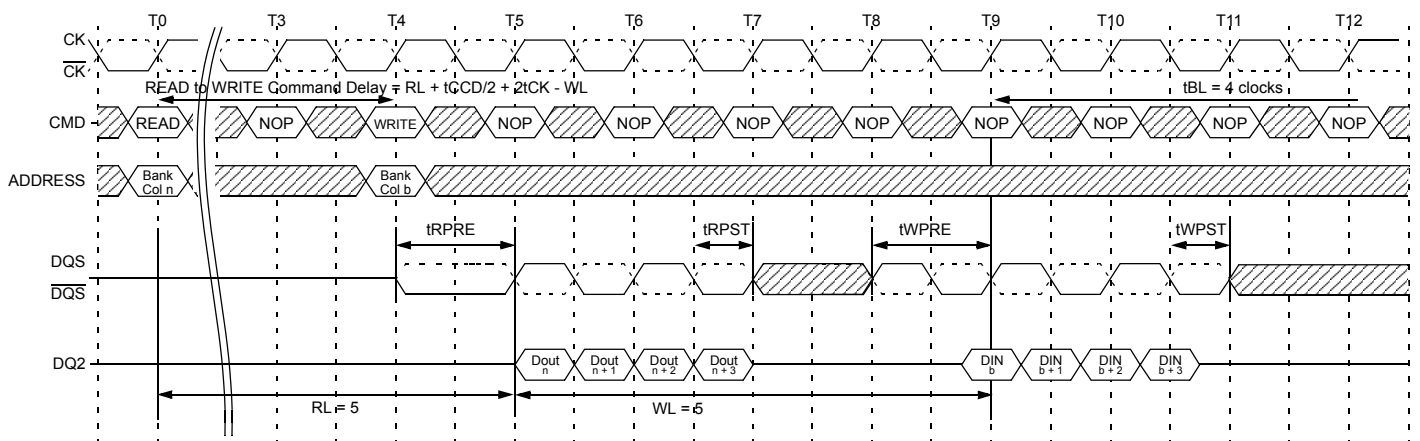 T0 T3 T4 T5 T6 T7 T8 T9 T10 T11 T12
CK
CK
READ to WRITE Command Delay = RL + tCCD/2 + 2tCK - WL
tBL = 4 clocks
CMD READ NOP WRITE NOP NOP NOP NOP NOP NOP NOP NOP
ADDRESS
Bank
Col n
Bank
Col b
tRPRE tRPST tWPRE tWPST
DQS
DQS
DQ2
Dout
n
Dout
n + 1
Dout
n + 2
Dout
n + 3
DIN
b
DIN
b + 1
DIN
b + 2
DIN
b + 3
RL = 5 WL = 5